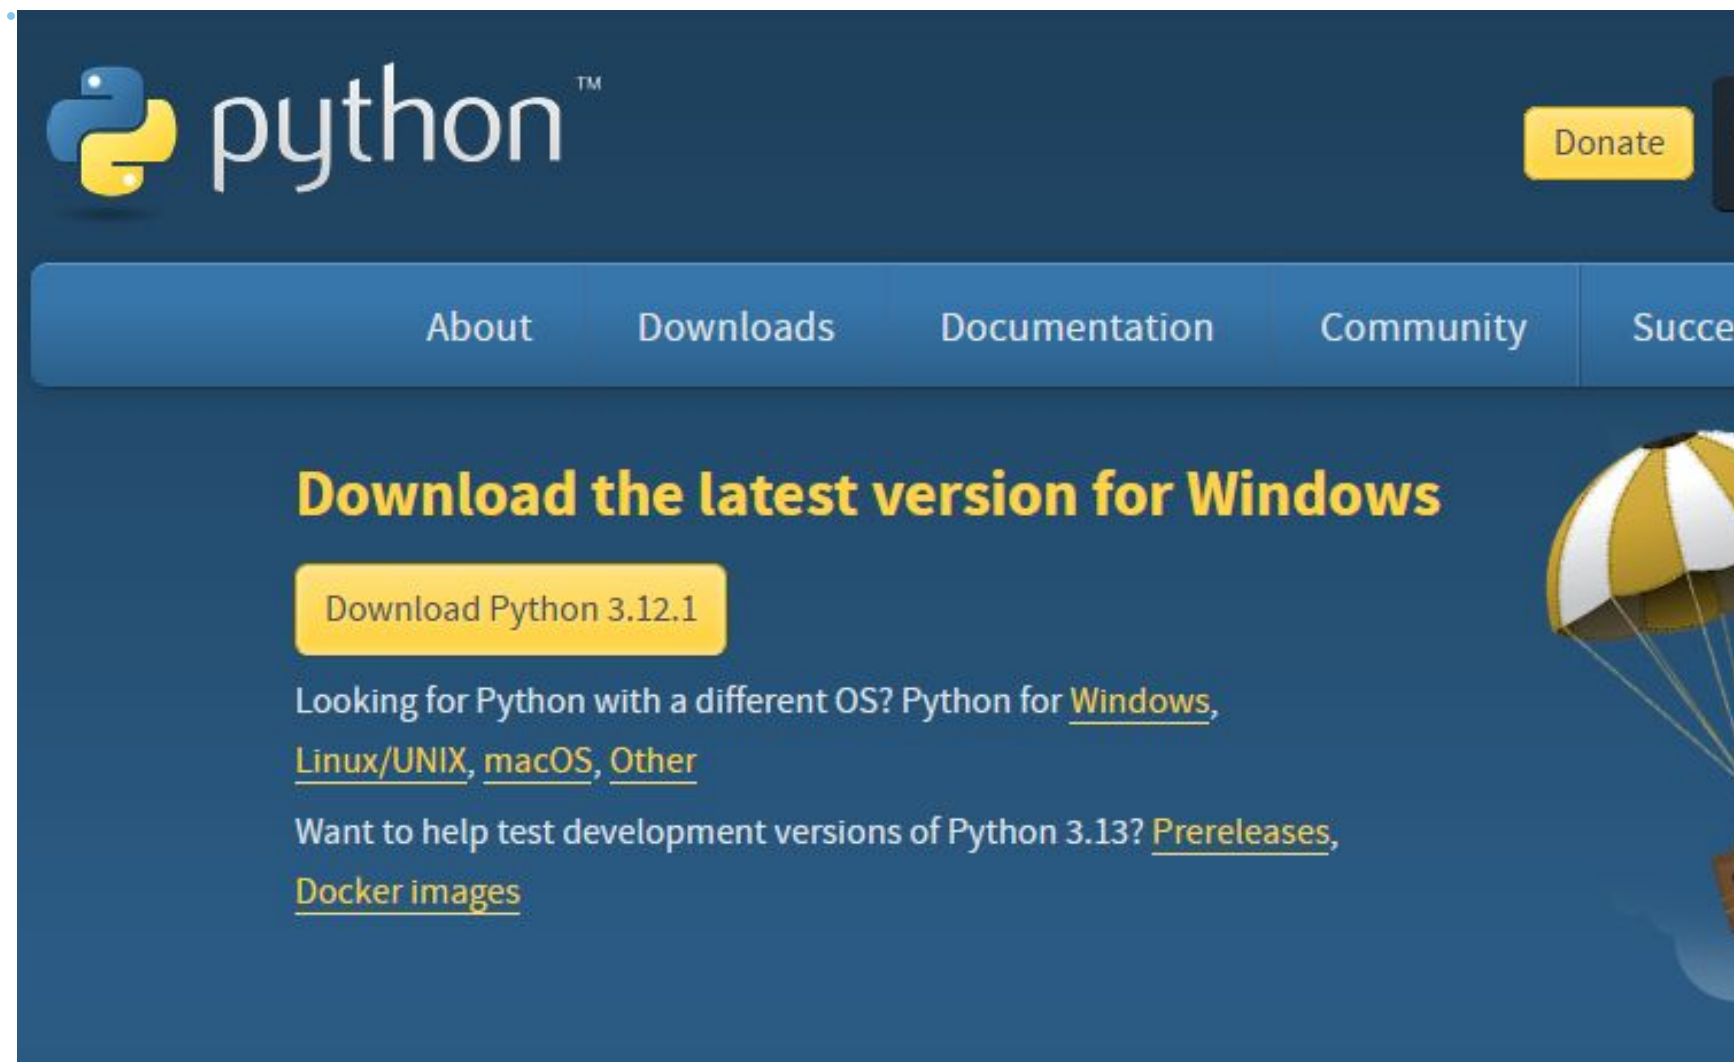 python™
Donate
About Downloads Documentation Community Succe
Download the latest version for Windows
Download Python 3.12.1
Looking for Python with a different OS? Python for Windows,
Linux/UNIX, macOS, Other
Want to help test development versions of Python 3.13? Prereleases,
Docker images